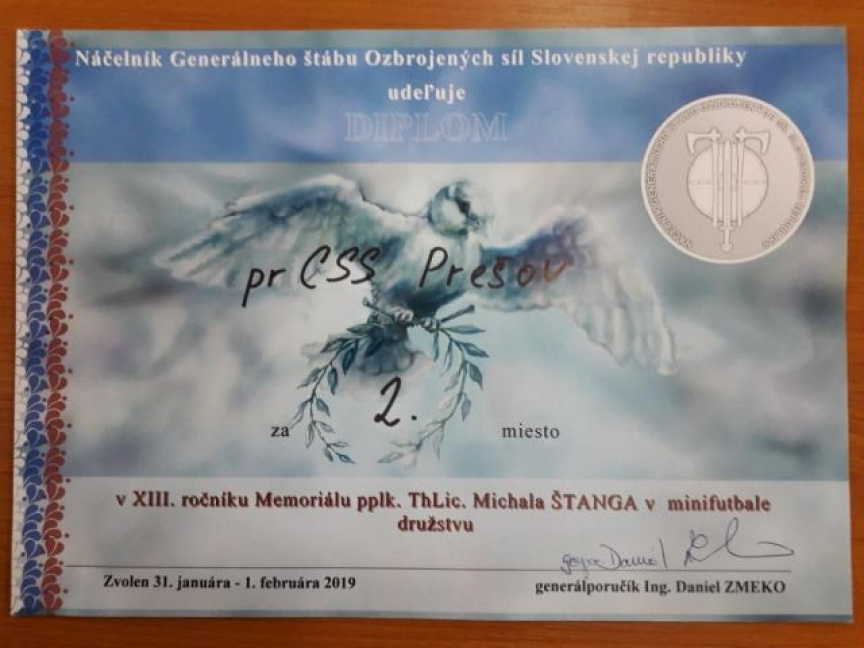 Náčelník Generálneho štábu Ozbrojených síl Slovenskej republiky
udeľuje
DIPLOM
pr CSS Prešov
za 2. miesto
v XIII. ročníku Memoriálu pplk. ThLic. Michala ŠTANGA v minifutbale
družstvu
Zvolen 31. januára - 1. februára 2019
generálporučík Ing. Daniel ZMEKO